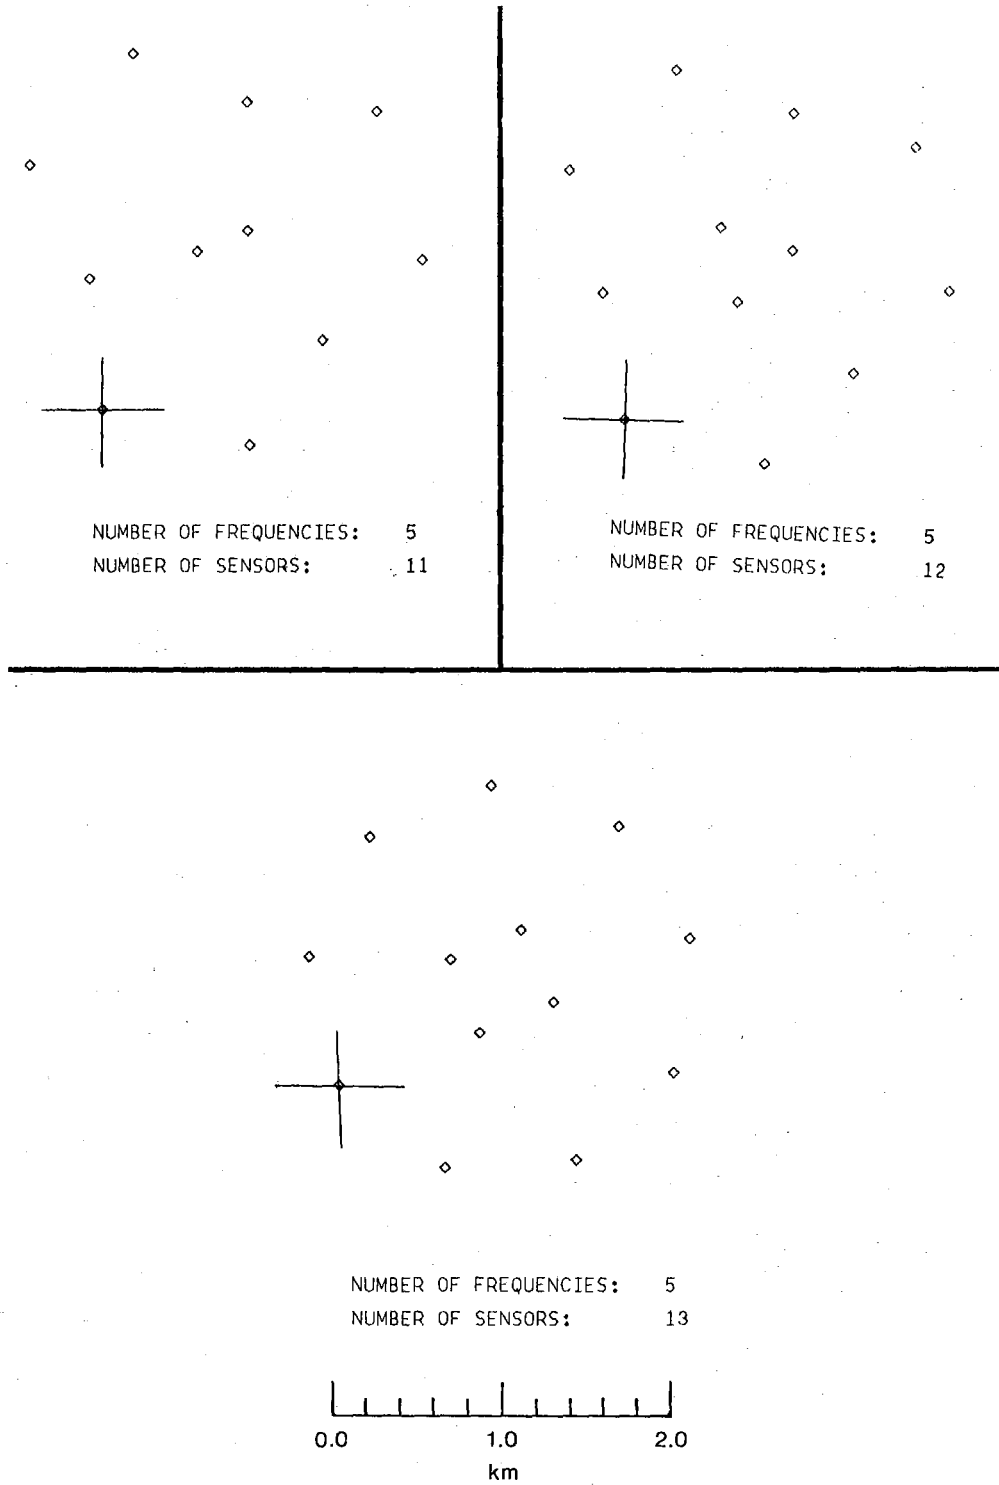 NUMBER OF FREQUENCIES: 5
NUMBER OF SENSORS: 11
NUMBER OF FREQUENCIES: 5
NUMBER OF SENSORS: 12
NUMBER OF FREQUENCIES: 5
NUMBER OF SENSORS: 13
0.0 1.0 2.0
km